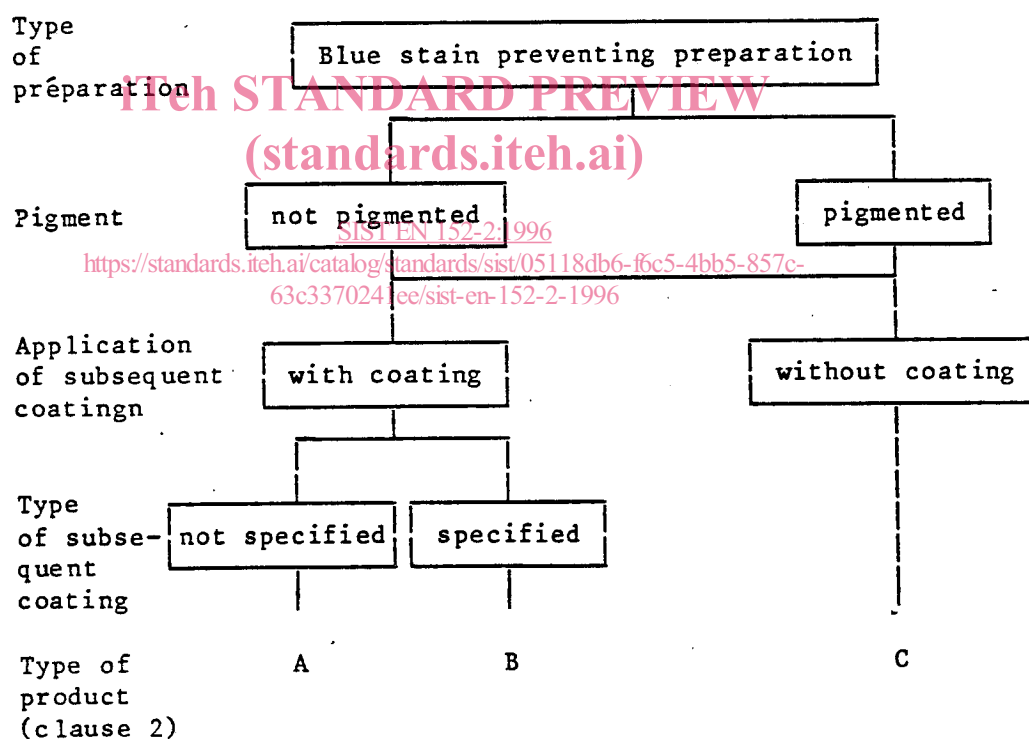 Type
of
préparation
Blue stain preventing preparation
iTeh STANDARD PREVIEW
(standards.iteh.ai)
Pigment
not pigmented
pigmented
SIST EN 152-2:1996
https://standards.iteh.ai/catalog/standards/sist/05118db6-f6c5-4bb5-857c-
63c3370241ee/sist-en-152-2-1996
Application
of subsequent
coatingn
with coating
without coating
Type
of subse-
quent
coating
not specified
specified
Type of
product
(clause 2)
A
B
C